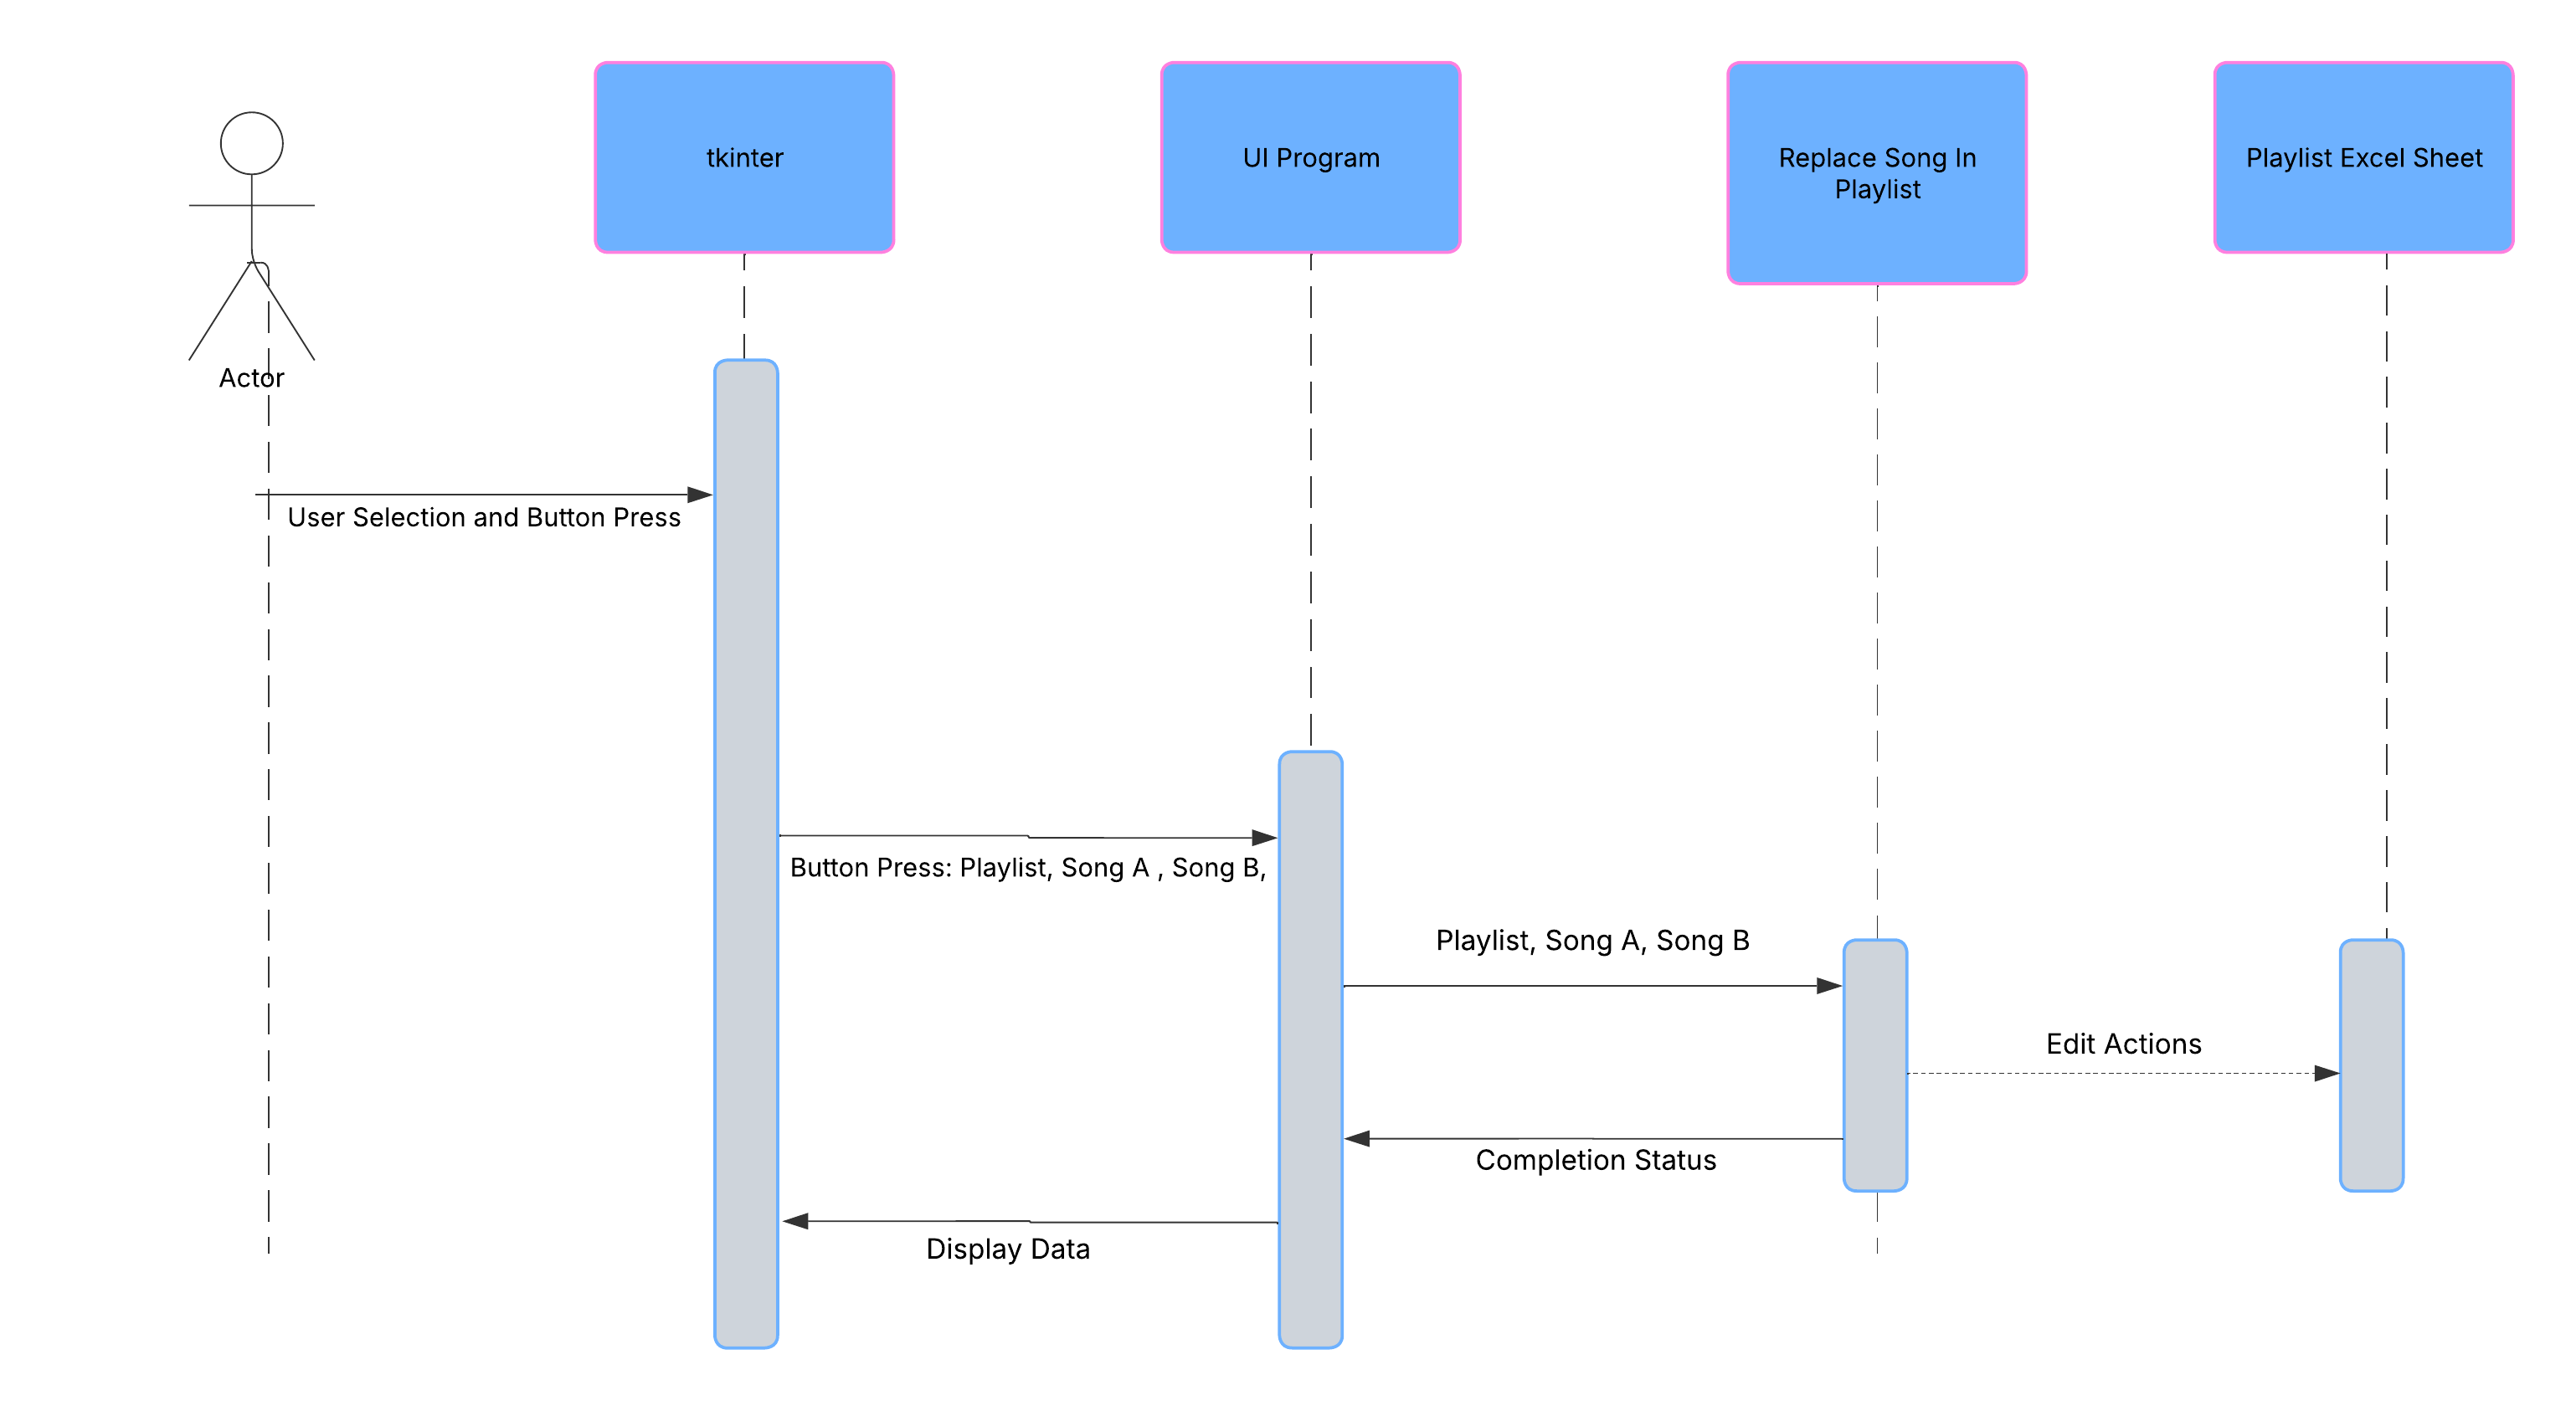 tkinter
UI Program
Replace Song In
Playlist
Playlist Excel Sheet
Actor
User Selection and Button Press
Button Press: Playlist, Song A , Song B,
Playlist, Song A, Song B
Edit Actions
Completion Status
Display Data